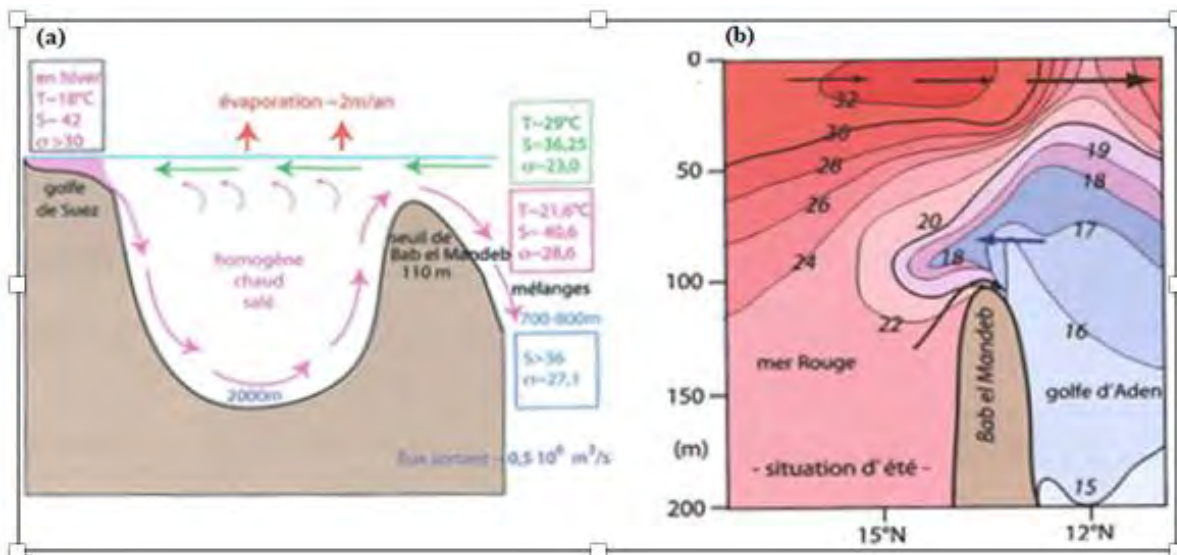 (a)
en hiver
T~18°C
S~ 42
σ >30
évaporation ~2m/an
T~29°C
S~36,25
σ~23,0
golfe
de Suez
T~21,6°C
S~40,6
σ~28,6
seuil de
Bab el Mandeb
110 m
homogène
chaud
salé
mélanges
700-800m
S>36
σ~27,1
2000m
flux sortant ~0,5 10⁶ m³/s
(b)
0
50
100
150
(m)
200
32
30
28
26
24
22
20
19
18
17
18
16
15
mer Rouge
Bab el Mandeb
golfe d'Aden
- situation d'été -
15°N
12°N